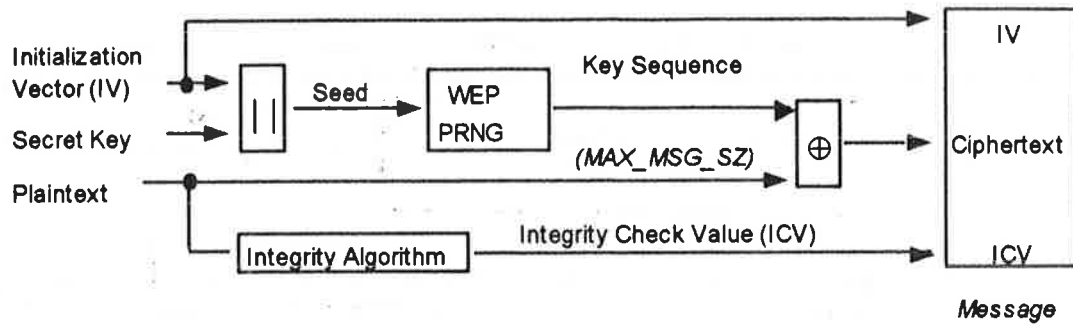 IV
Initialization
Vector (IV)
Key Sequence
Seed
WEP
PRNG
||
Secret Key
(MAX_MSG_SZ)
⊕
Ciphertext
Plaintext
Integrity Algorithm
Integrity Check Value (ICV)
ICV
Message